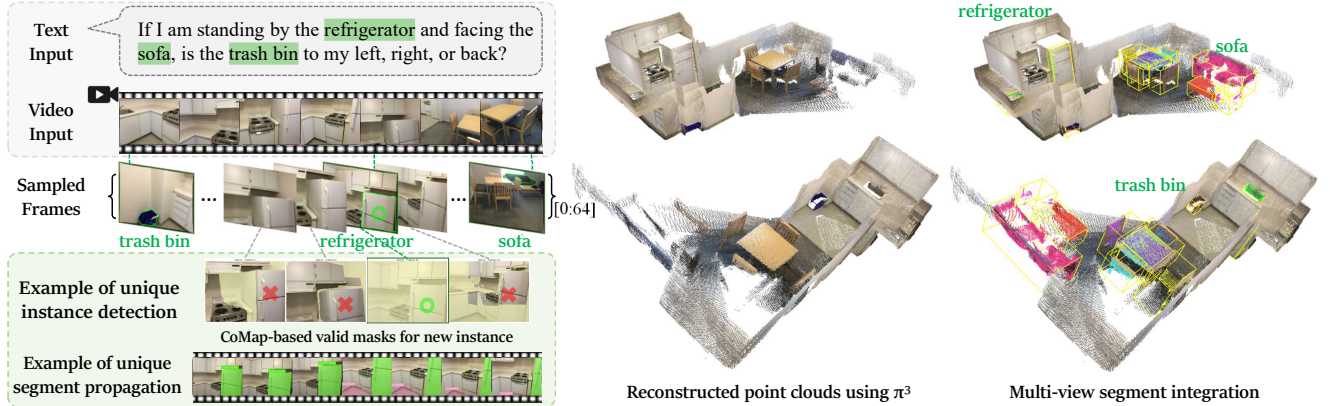 Text
Input
If I am standing by the refrigerator and facing the
sofa, is the trash bin to my left, right, or back?
Video
Input
Sampled
Frames
...
...
[0:64]
trash bin
refrigerator
sofa
Example of unique
instance detection
CoMap-based valid masks for new instance
Example of unique
segment propagation
refrigerator
sofa
trash bin
Reconstructed point clouds using π³
Multi-view segment integration